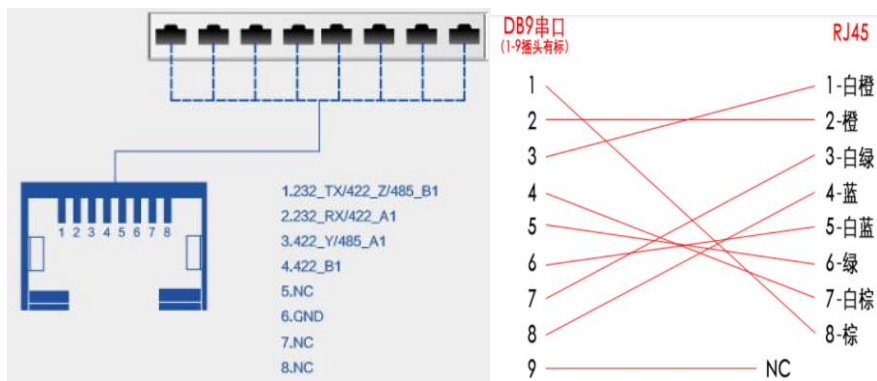 1 2 3 4 5 6 7 8
1.232_TX/422_Z/485_B1
2.232_RX/422_A1
3.422_Y/485_A1
4.422_B1
5.NC
6.GND
7.NC
8.NC
DB9串口
(1-9插头有标)
RJ45
1
1-白橙
2
2-橙
3
3-白绿
4
4-蓝
5
5-白蓝
6
6-绿
7
7-白棕
8
8-棕
9
NC